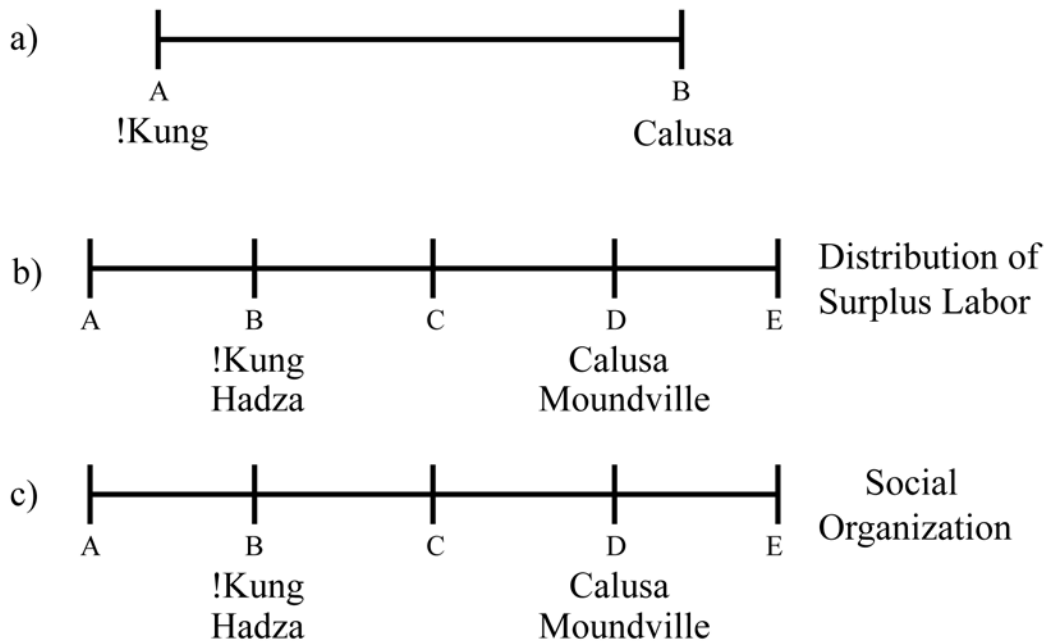 a)
A B
!Kung Calusa
b)
Distribution of
Surplus Labor
A B C D E
!Kung Calusa
Hadza Moundville
c)
Social
Organization
A B C D E
!Kung Calusa
Hadza Moundville